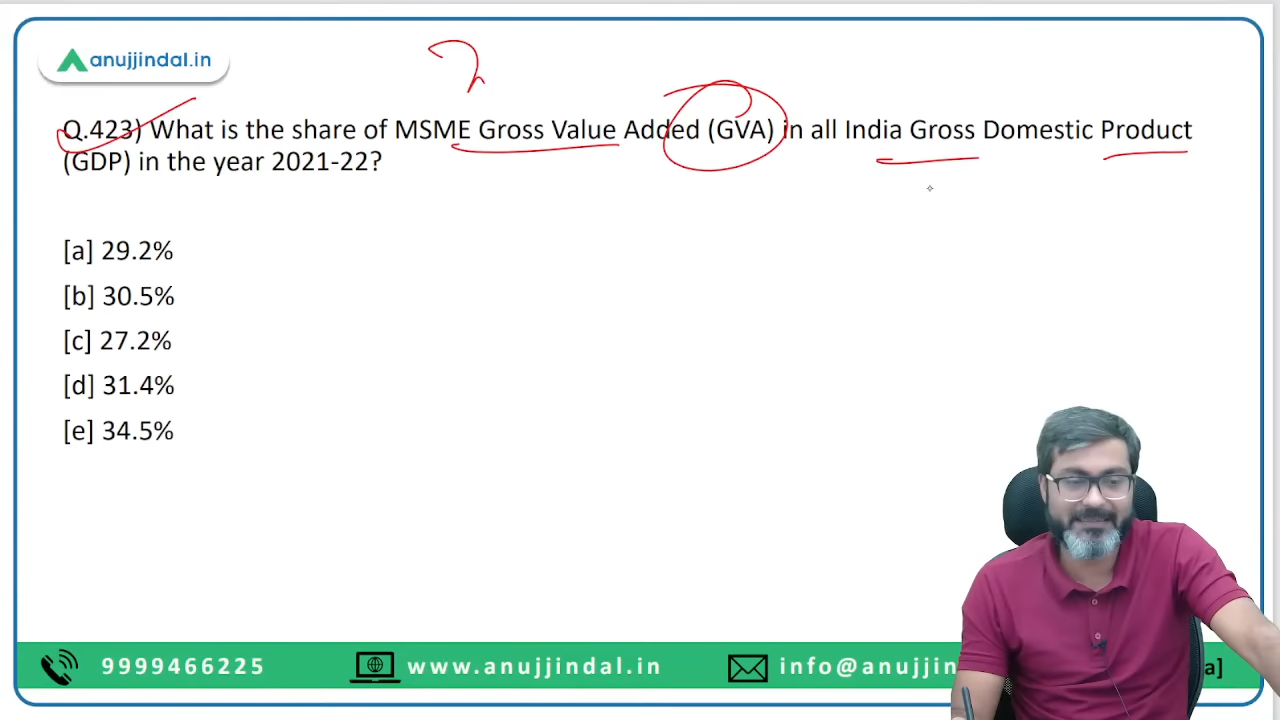 anujjindal.in
Q.423) What is the share of MSME Gross Value Added (GVA) in all India Gross Domestic Product
(GDP) in the year 2021-22?
[a] 29.2%
[b] 30.5%
[c] 27.2%
[d] 31.4%
[e] 34.5%
9999466225 www.anujjindal.in info@anujjin a]